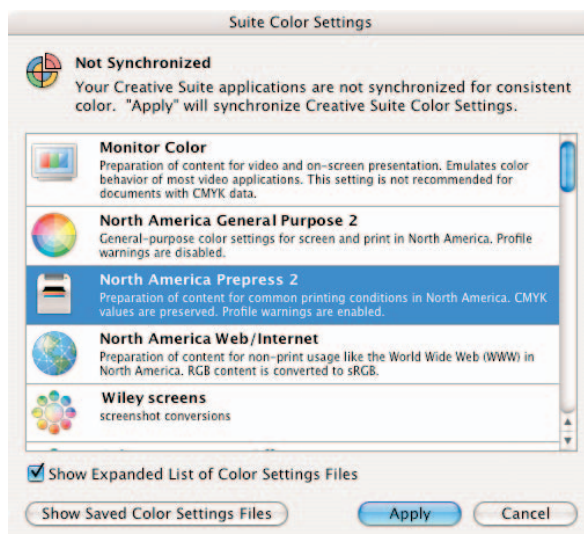 Suite Color Settings
Not Synchronized
Your Creative Suite applications are not synchronized for consistent
color. "Apply" will synchronize Creative Suite Color Settings.
Monitor Color
Preparation of content for video and on-screen presentation. Emulates color
behavior of most video applications. This setting is not recommended for
documents with CMYK data.
North America General Purpose 2
General-purpose color settings for screen and print in North America. Profile
warnings are disabled.
North America Prepress 2
Preparation of content for common printing conditions in North America. CMYK
values are preserved. Profile warnings are enabled.
North America Web/Internet
Preparation of content for non-print usage like the World Wide Web (WWW) in
North America. RGB content is converted to sRGB.
Wiley screens
screenshot conversions
Show Expanded List of Color Settings Files
Show Saved Color Settings Files
Apply
Cancel